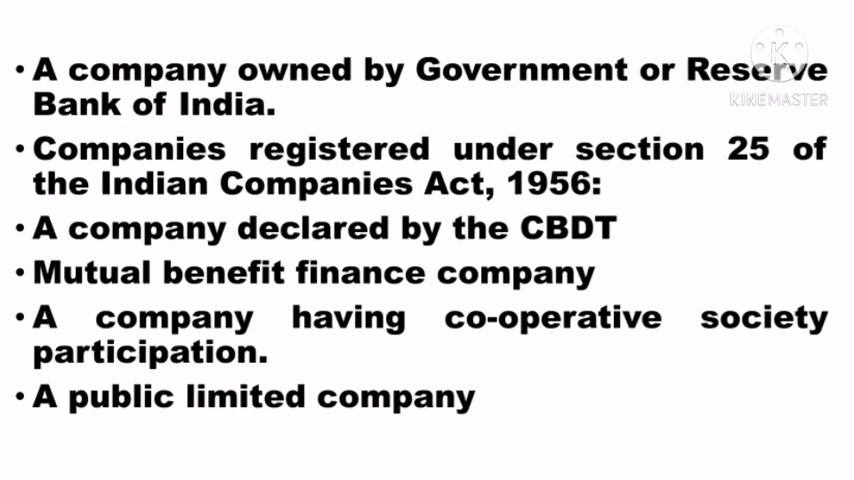 • A company owned by Government or Reserve
Bank of India.
• Companies registered under section 25 of
the Indian Companies Act, 1956:
• A company declared by the CBDT
• Mutual benefit finance company
• A company having co-operative society
participation.
• A public limited company
K
KINEMASTER